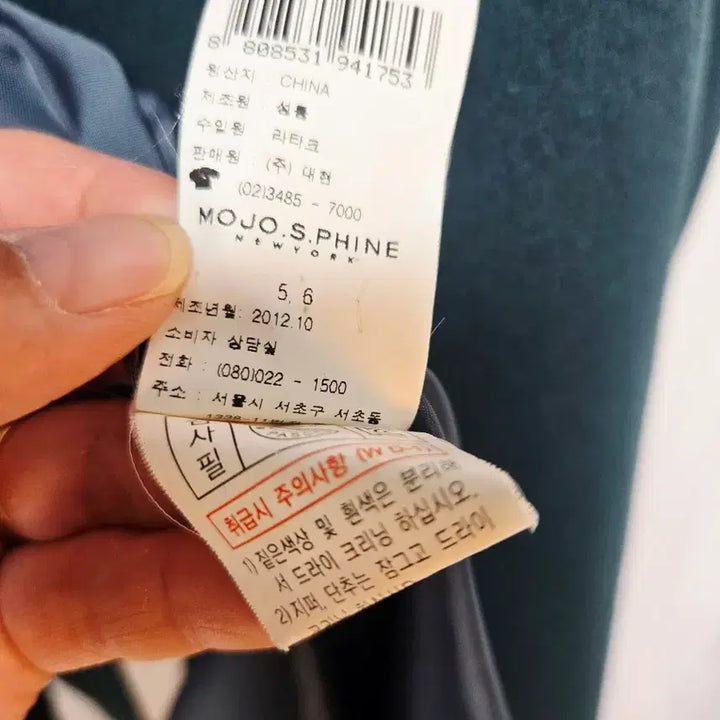 8 808531 941753
원산지 : CHINA
제조원 : 성통
수입원 : 라타크
판매원 : (주) 대현
(02)3485 - 7000
MOJO.S.PHINE
NEWYORK
5, 6
제조년월: 2012.10
소비자 상담실
전화 : (080)022 - 1500
주소 : 서울시 서초구 서초동
사필
취급시 주의사항
1) 짙은색상 및 흰색은 분리해
서 드라이 크리닝 하십시오.
2)지퍼, 단추는 잠그고 드라이